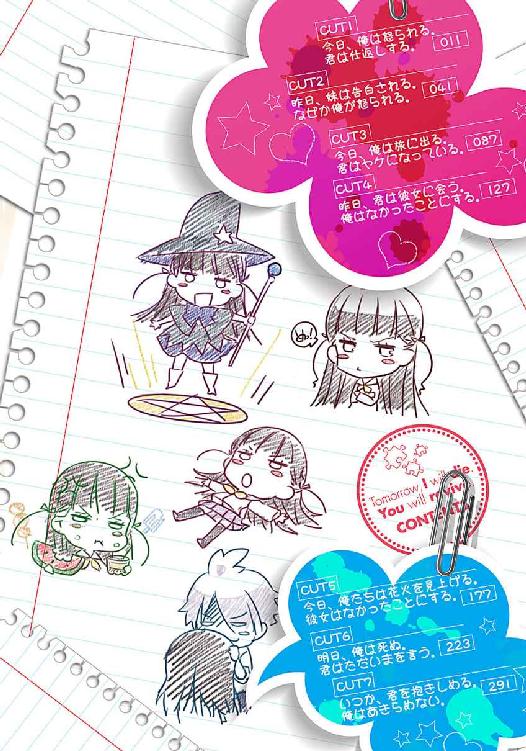 CUT1
今日、俺は怒られる。
君は仕返しする。 011
CUT2
昨日、妹は告白される。
なぜか俺が怒られる。 041
CUT3
今日、俺は旅に出る。
君はヤケになっている。 087
CUT4
昨日、君は彼女に会う。
俺はなかったことにする。 127
Tomorrow I will
You will
CUT5
今日、俺たちは花火を見上げる。
彼女はなかったことにする。 177
CUT6
明日、俺は死ぬ。
君はただいまを言う。 223
CUT7
いつか、君を抱きしめる。
俺はあきらめない。 291